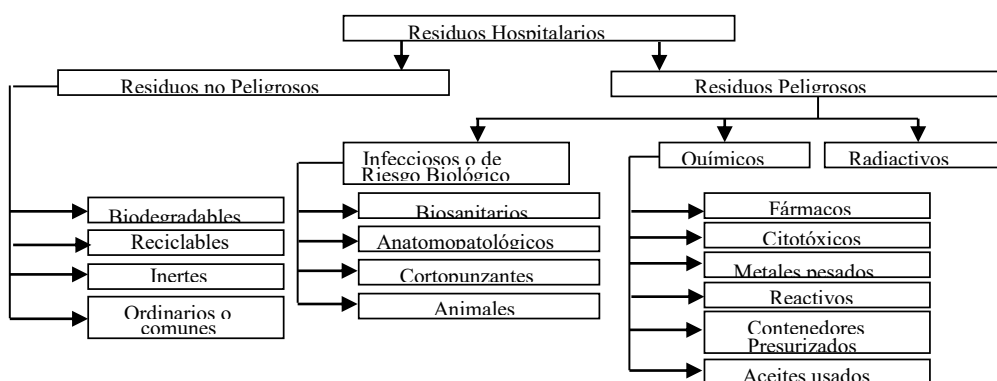 Residuos Hospitalarios
Residuos no Peligrosos
Residuos Peligrosos
Infecciosos o de
Riesgo Biológico
Químicos
Radiactivos
Biodegradables
Reciclables
Inertes
Ordinarios o
comunes
Biosanitarios
Anatomopatológicos
Cortopunzantes
Animales
Fármacos
Citotóxicos
Metales pesados
Reactivos
Contenedores
Presurizados
Aceites usados